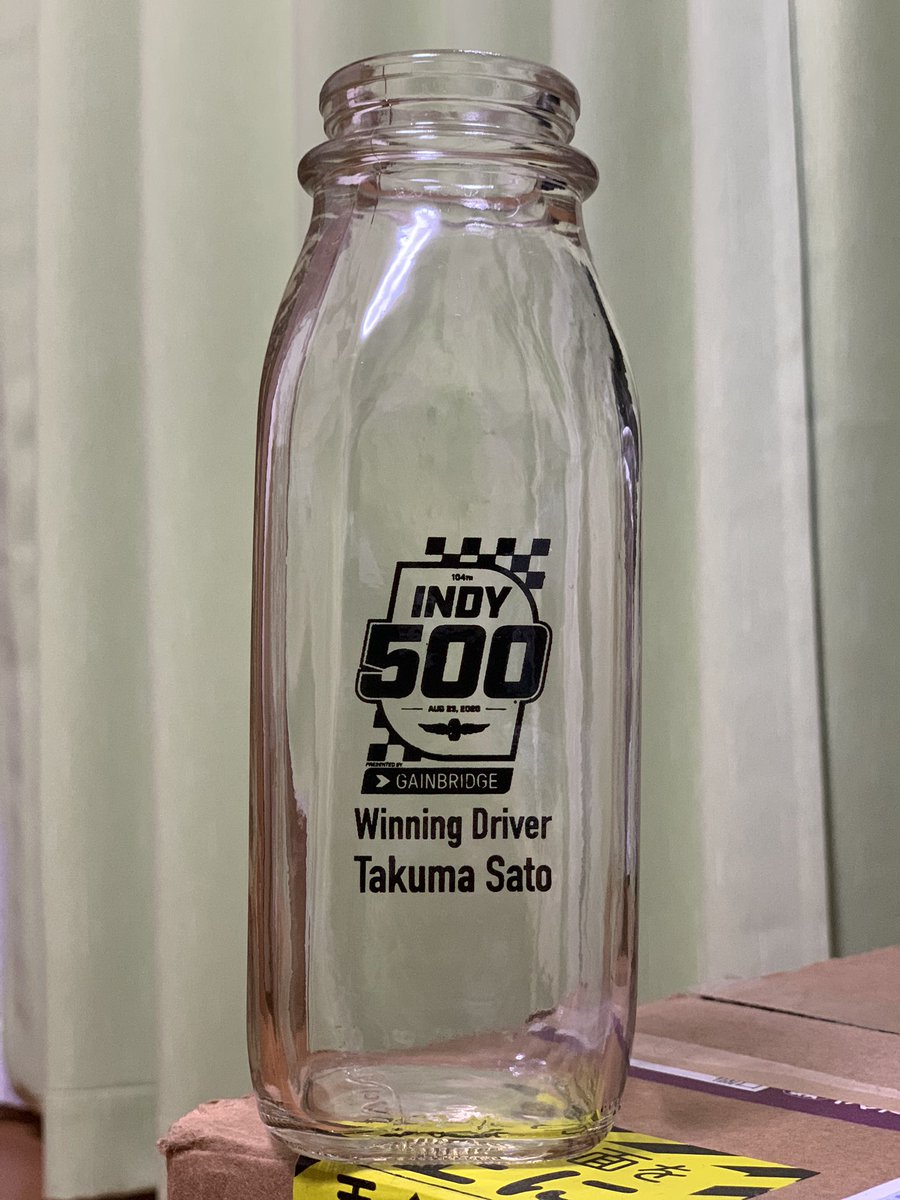 104TH
INDY
500
AUG 23, 2020
PRESENTED BY
GAINBRIDGE
Winning Driver
Takuma Sato